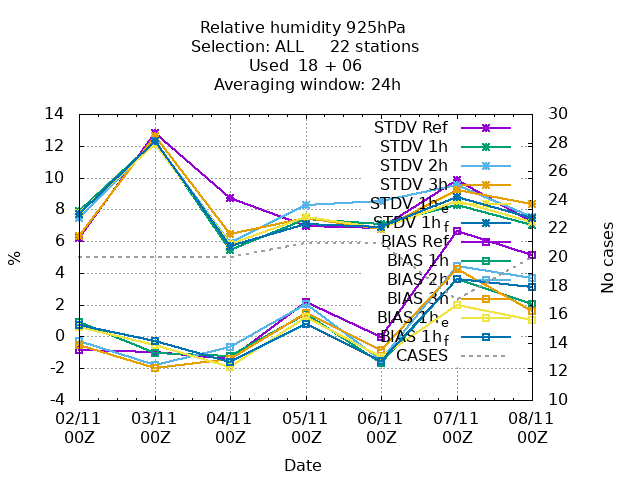 Relative humidity 925hPa
Selection: ALL 22 stations
Used 18 + 06
Averaging window: 24h
14 30
12 28
10 26
8 24
6 22
4 20
2 18
0 16
-2 14
-4 12
10
%
No cases
STDV Ref
STDV 1h
STDV 2h
STDV 3h
STDV 1h e
STDV 1h f
BIAS Ref
BIAS 1h
BIAS 2h
BIAS 3h
BIAS 1h e
BIAS 1h f
CASES
02/11 03/11 04/11 05/11 06/11 07/11 08/11
00Z 00Z 00Z 00Z 00Z 00Z 00Z
Date